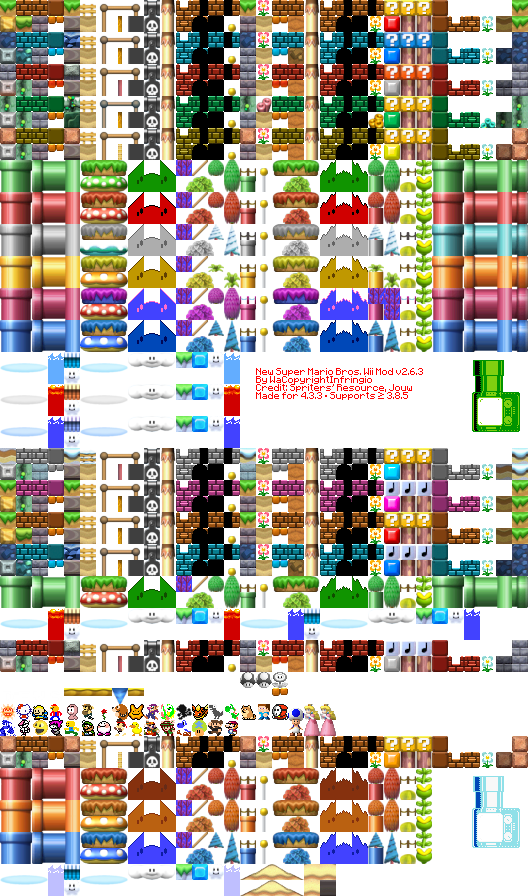 New Super Mario Bros. Wii Mod v2.6.3
By WaCopyrightInfringio
Credit: Spriters' Resource, Jouw
Made for 4.3.3 • Supports ≥ 3.8.5